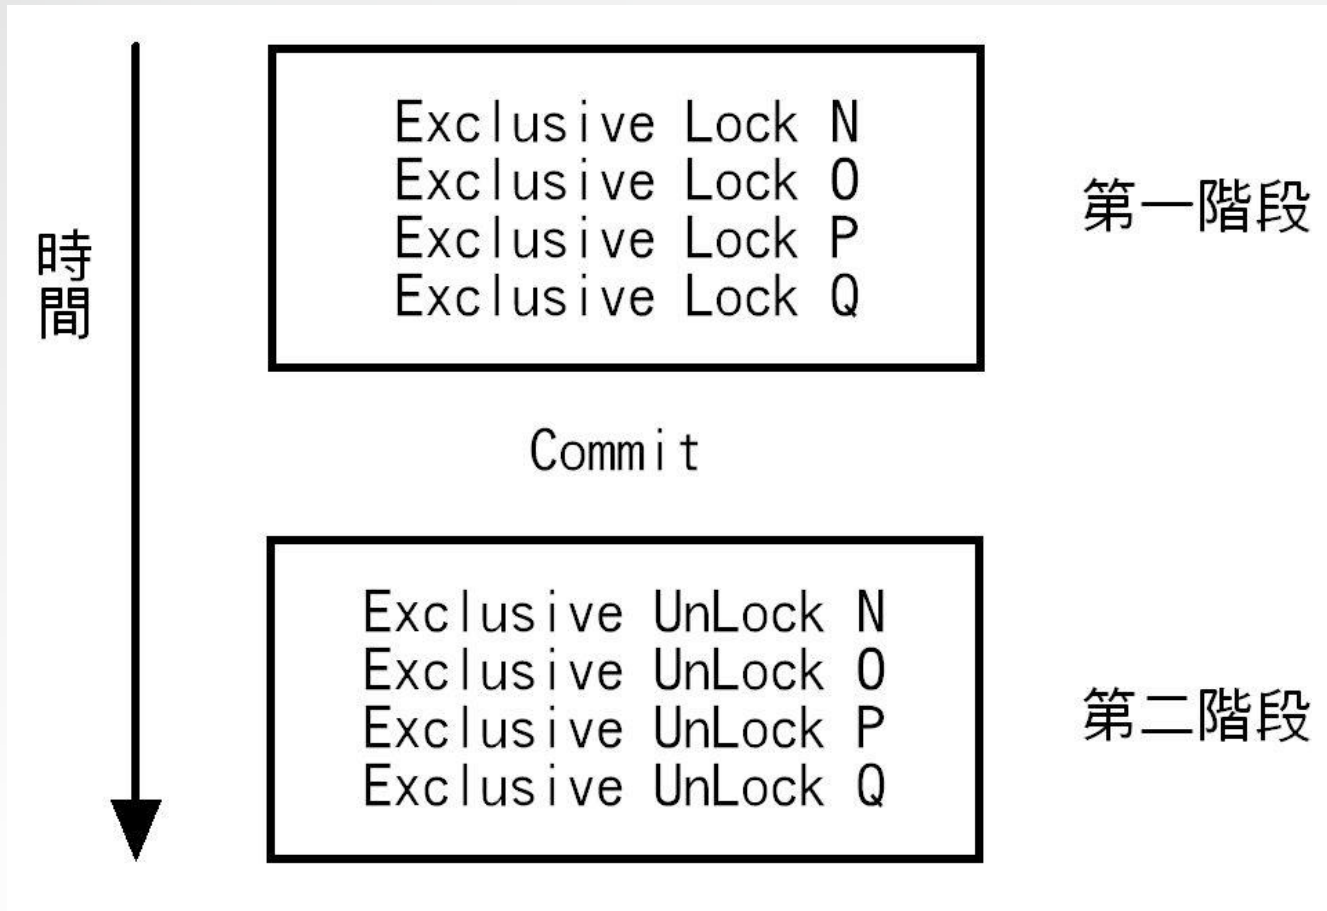 Exclusive Lock N
Exclusive Lock O
Exclusive Lock P
Exclusive Lock Q
第一階段
時間
Commit
Exclusive UnLock N
Exclusive UnLock O
Exclusive UnLock P
Exclusive UnLock Q
第二階段